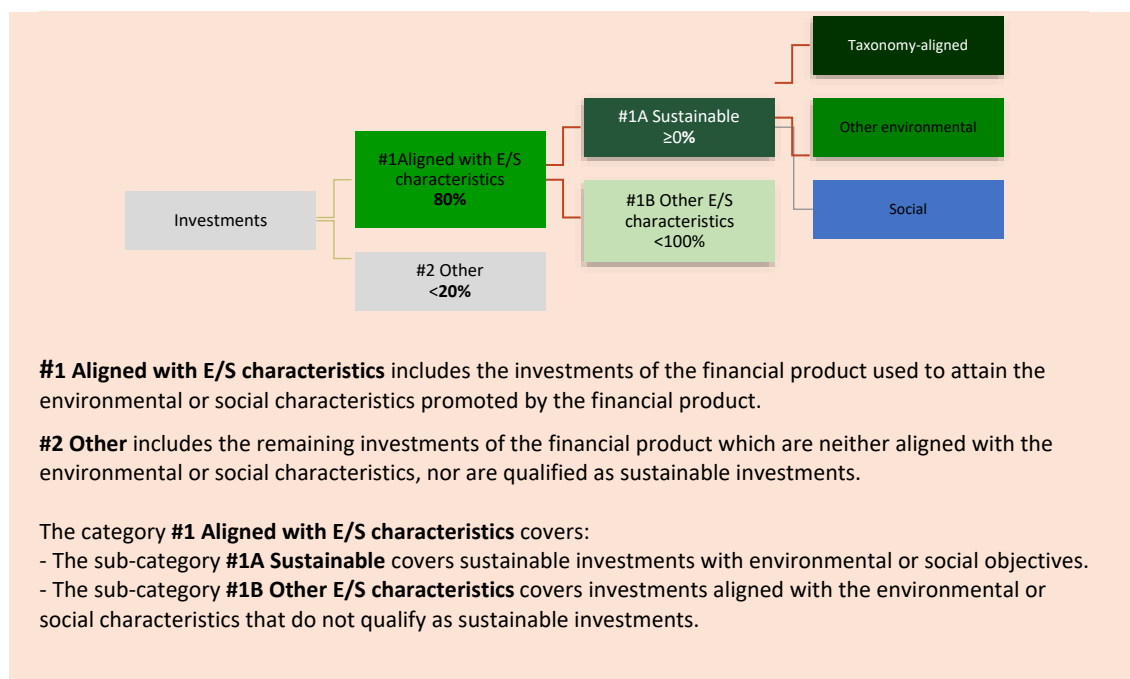 Taxonomy-aligned
#1A Sustainable
≥0%
Other environmental
#1Aligned with E/S
characteristics
80%
#1B Other E/S
characteristics
<100%
Investments
Social
#2 Other
<20%
#1 Aligned with E/S characteristics includes the investments of the financial product used to attain the
environmental or social characteristics promoted by the financial product.
#2 Other includes the remaining investments of the financial product which are neither aligned with the
environmental or social characteristics, nor are qualified as sustainable investments.
The category #1 Aligned with E/S characteristics covers:
- The sub-category #1A Sustainable covers sustainable investments with environmental or social objectives.
- The sub-category #1B Other E/S characteristics covers investments aligned with the environmental or
social characteristics that do not qualify as sustainable investments.